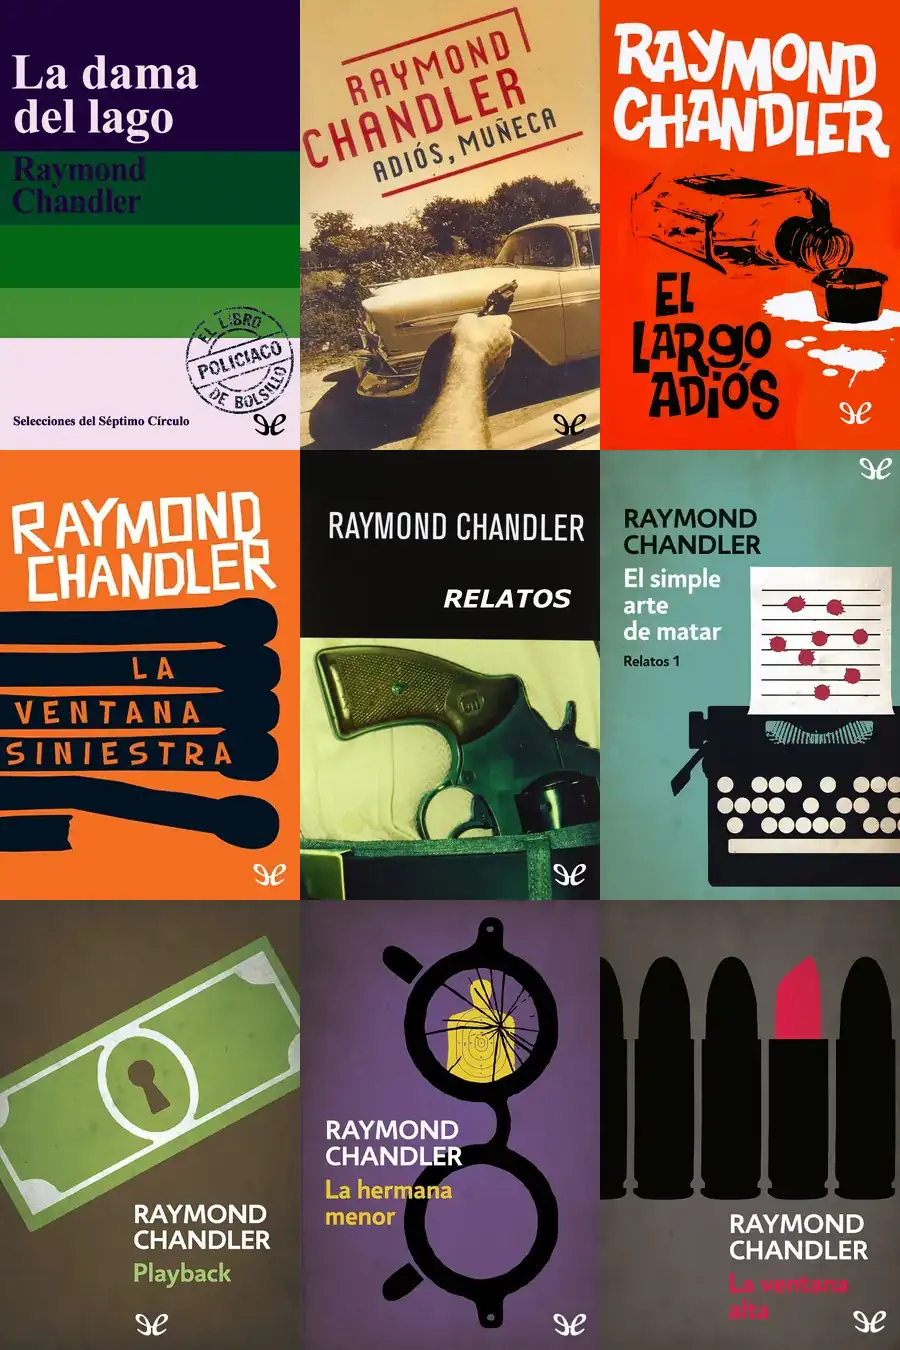 La dama
del lago
Raymond
Chandler
EL LIBRO
POLICIACO
DE BOLSILLO
Selecciones del Séptimo Círculo
RAYMOND
CHANDLER
ADIÓS, MUÑECA
RAYMOND
CHANDLER
EL
LARGO
ADIÓS
RAYMOND
CHANDLER
LA
VENTANA
SINIESTRA
RAYMOND CHANDLER
RELATOS
RAYMOND
CHANDLER
El simple
arte
de matar
Relatos 1
RAYMOND
CHANDLER
Playback
RAYMOND
CHANDLER
La hermana
menor
RAYMOND
CHANDLER
La ventana
alta